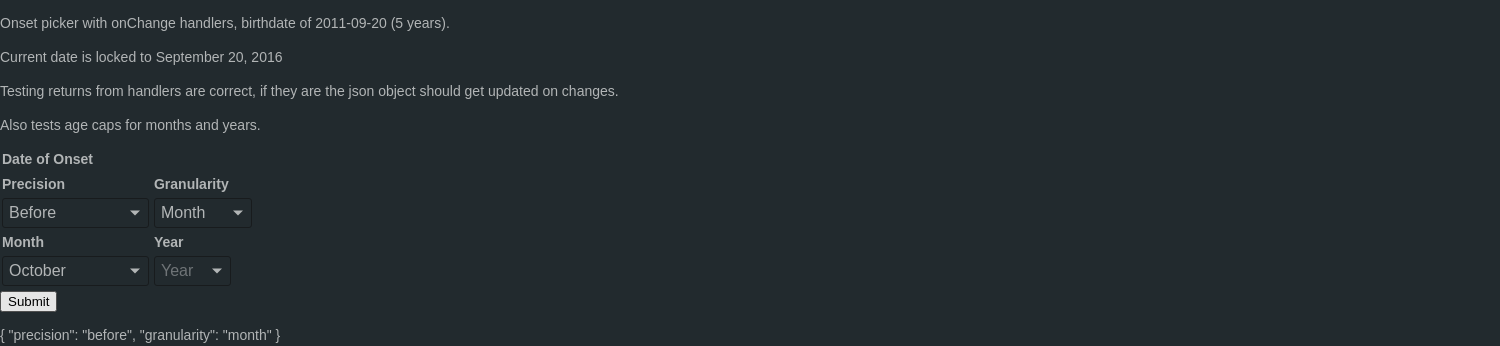 Onset picker with onChange handlers, birthdate of 2011-09-20 (5 years).
Current date is locked to September 20, 2016
Testing returns from handlers are correct, if they are the json object should get updated on changes.
Also tests age caps for months and years.
Date of Onset
Precision Granularity
Before Month
Month Year
October Year
Submit
{ "precision": "before", "granularity": "month" }